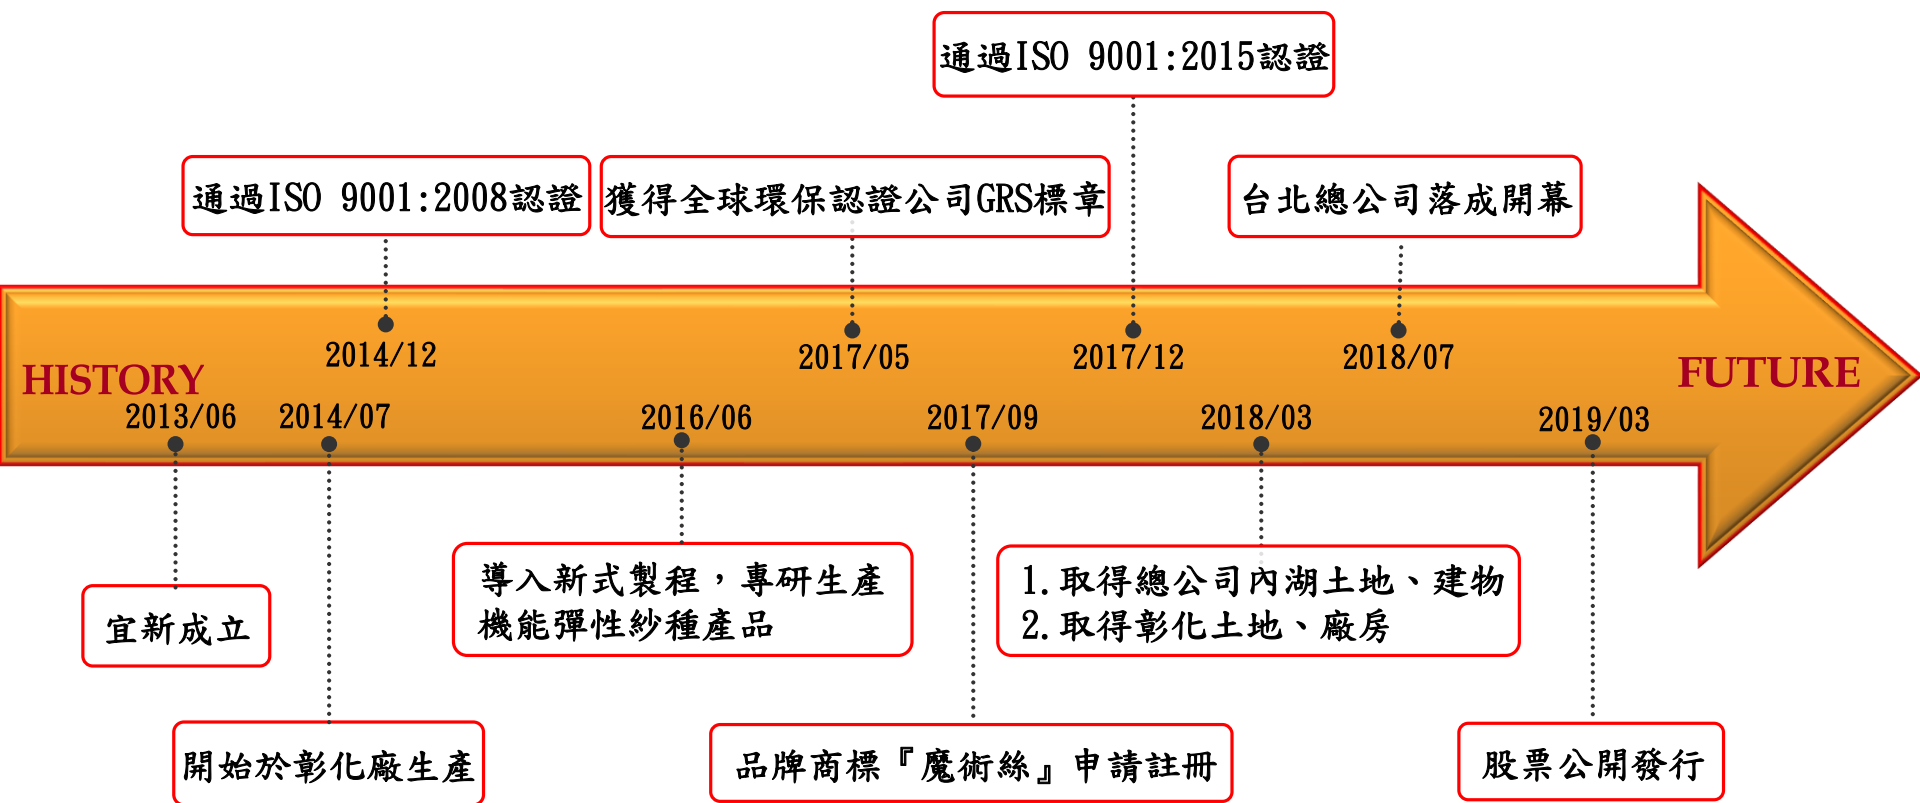 通過ISO 9001:2015認證
通過ISO 9001:2008認證
獲得全球環保認證公司GRS標章
台北總公司落成開幕
2014/12
2017/05
2017/12
2018/07
HISTORY
FUTURE
2013/06
2014/07
2016/06
2017/09
2018/03
2019/03
宜新成立
導入新式製程，專研生產
機能彈性紗種產品
1.取得總公司內湖土地、建物
2.取得彰化土地、廠房
開始於彰化廠生產
品牌商標『魔術絲』申請註冊
股票公開發行